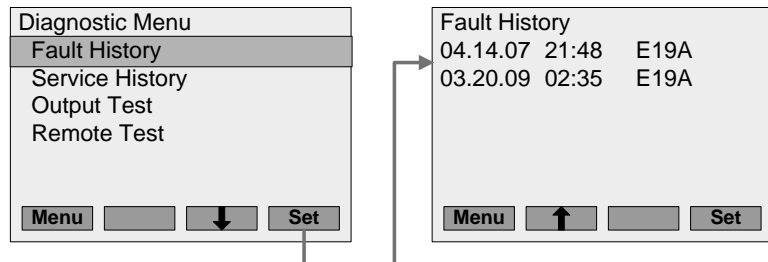 Diagnostic Menu
Fault History
Service History
Output Test
Remote Test
Menu Set
Fault History
04.14.07 21:48 E19A
03.20.09 02:35 E19A
Menu Set